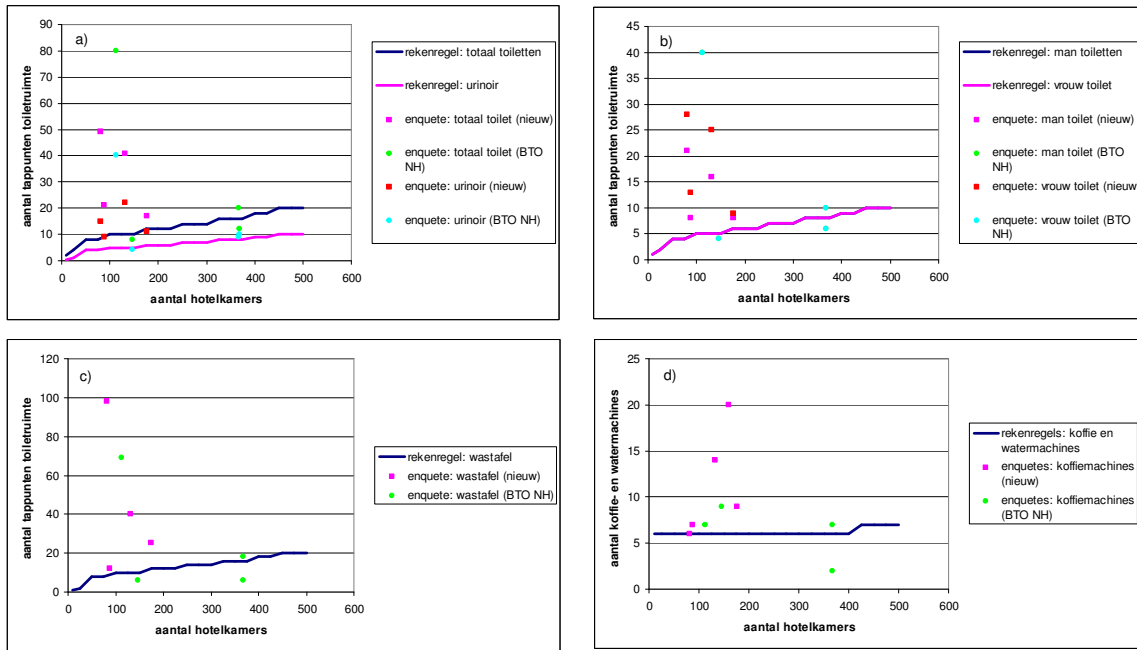 a)
aantal tappunten toiletruimte
90
80
70
60
50
40
30
20
10
0
0 100 200 300 400 500 600
aantal hotelkamers
rekenregel: totaal toiletten
rekenregel: urinoir
enquete: totaal toilet (nieuw)
enquete: totaal toilet (BTO
NH)
enquete: urinoir (nieuw)
enquete: urinoir (BTO NH)
b)
aantal tappunten toiletruimte
45
40
35
30
25
20
15
10
5
0
0 100 200 300 400 500 600
aantal hotelkamers
rekenregel: man toiletten
rekenregel: vrouw toilet
enquete: man toilet (nieuw)
enquete: man toilet (BTO
NH)
enquete: vrouw toilet (nieuw)
enquete: vrouw toilet (BTO
NH)
c)
aantal tappunten toiletruimte
120
100
80
60
40
20
0
0 100 200 300 400 500 600
aantal hotelkamers
rekenregel: wastafel
enquete: wastafel (nieuw)
enquete: wastafel (BTO NH)
d)
aantal koffie- en watermachines
25
20
15
10
5
0
0 100 200 300 400 500 600
aantal hotelkamers
rekenregels: koffie en
watermachines
enquetes: koffiemachines
(nieuw)
enquetes: koffiemachines
(BTO NH)